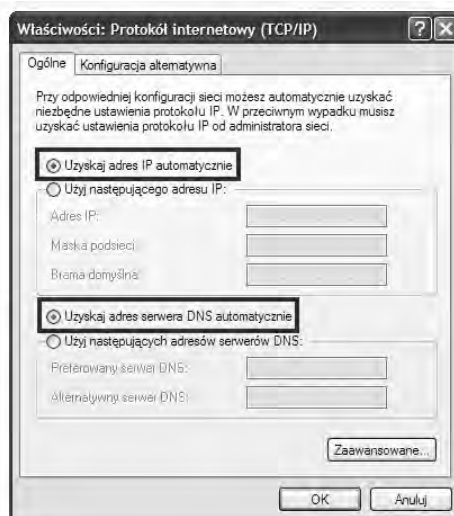 Właściwości: Protokół internetowy (TCP/IP)
Ogólne
Konfiguracja alternatywna
Przy odpowiedniej konfiguracji sieci możesz automatycznie uzyskać
niezbędne ustawienia protokołu IP. W przeciwnym wypadku musisz
uzyskać ustawienia protokołu IP od administratora sieci.
Uzyskaj adres IP automatycznie
Użyj następującego adresu IP:
Adres IP:
Maska podsieci:
Brama domyślna:
Uzyskaj adres serwera DNS automatycznie
Użyj następujących adresów serwerów DNS:
Preferowany serwer DNS:
Alternatywny serwer DNS:
Zaawansowane...
OK
Anuluj